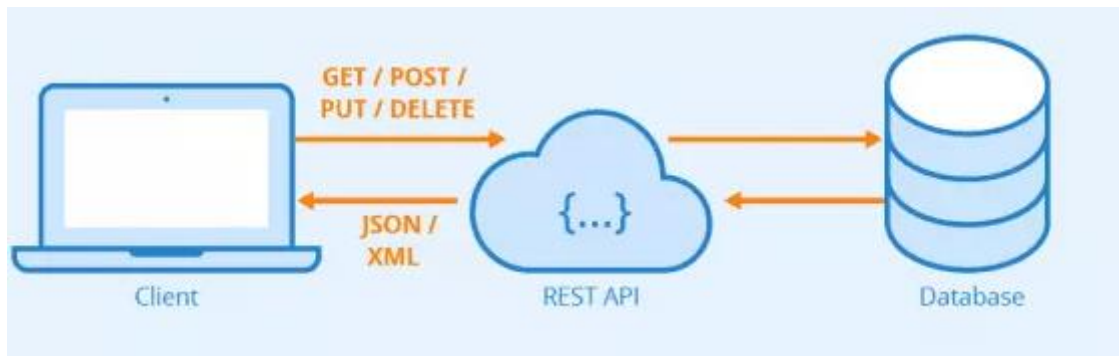 GET / POST /
PUT / DELETE
{...}
JSON /
XML
Client
REST API
Database